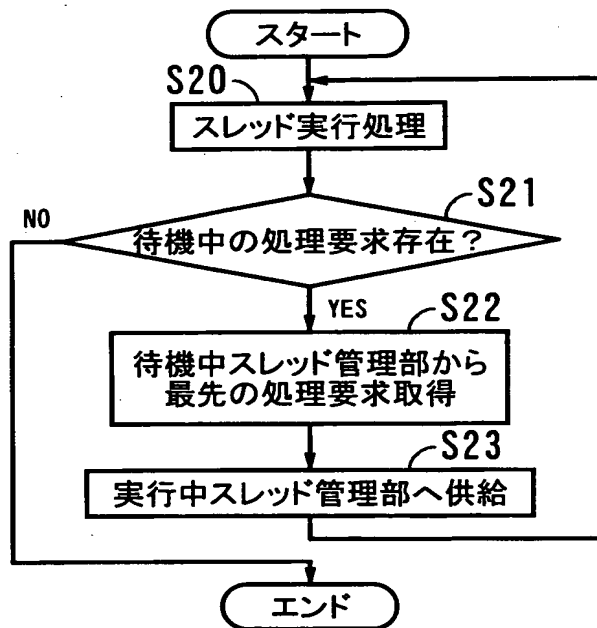 スタート
S20
スレッド実行処理
S21
NO
待機中の処理要求存在？
YES
S22
待機中スレッド管理部から
最先の処理要求取得
S23
実行中スレッド管理部へ供給
エンド